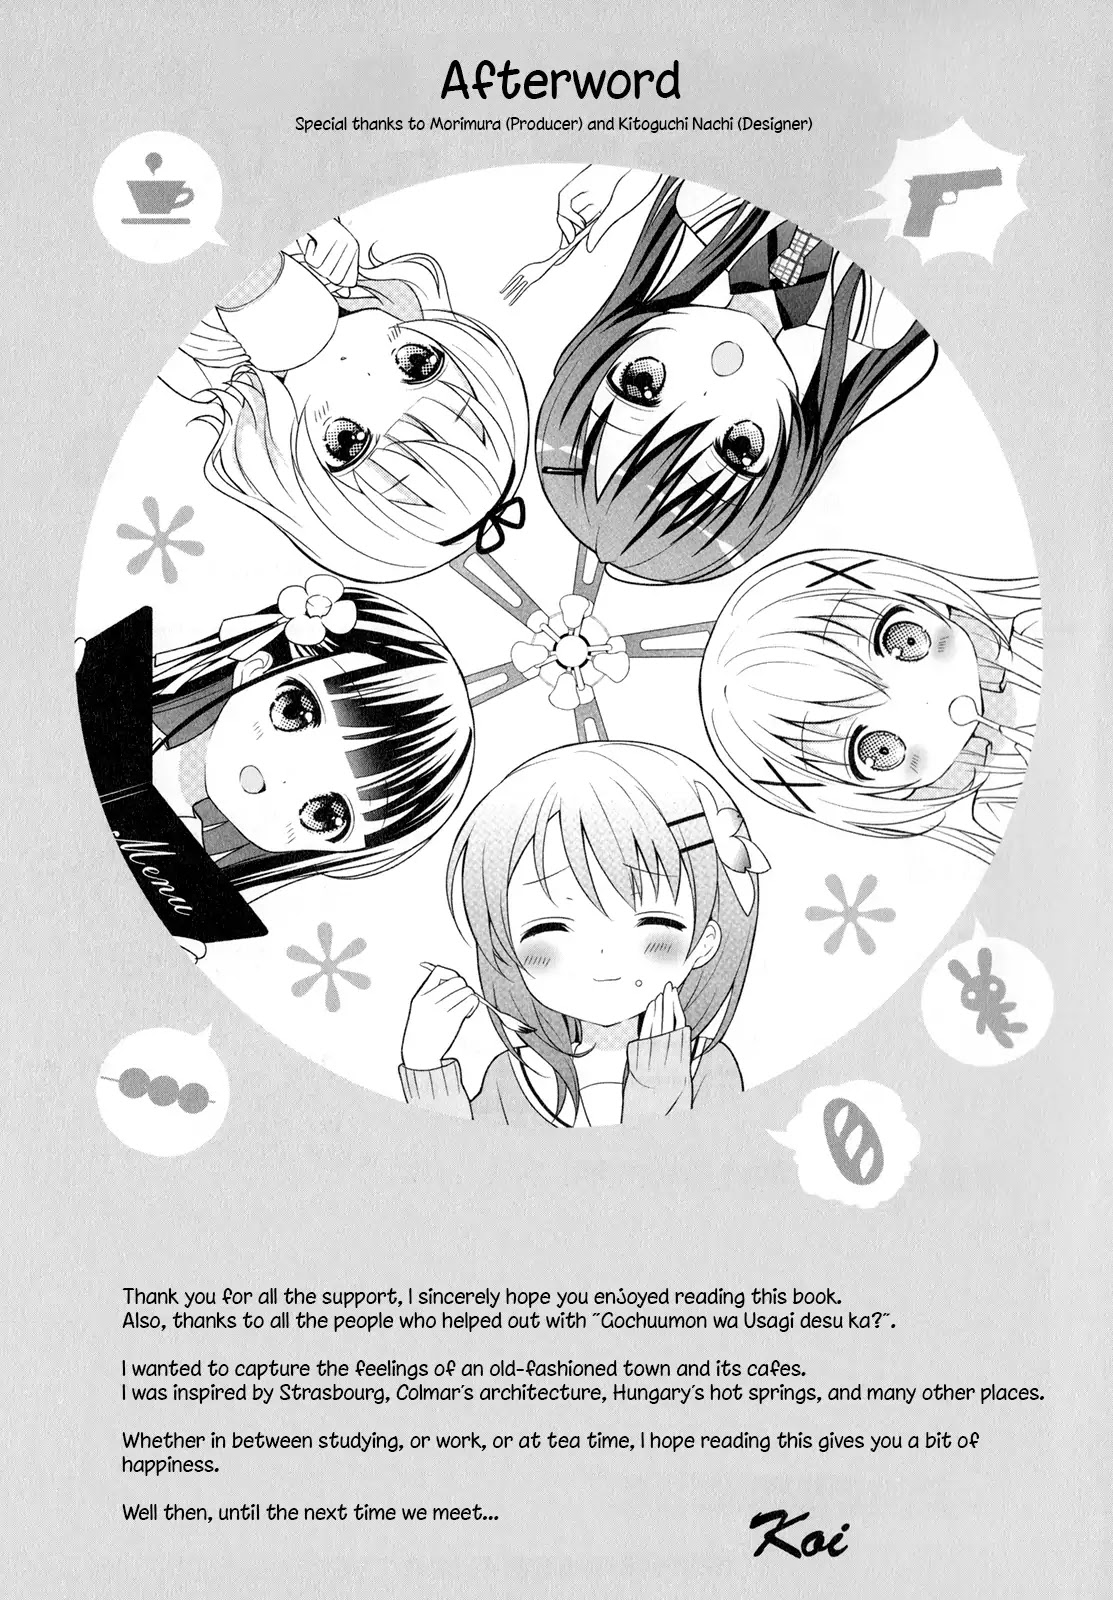 Afterword
Special thanks to Morimura (Producer) and Kitoguchi Nachi (Designer)
Menu
Thank you for all the support, I sincerely hope you enjoyed reading this book.
Also, thanks to all the people who helped out with "Gochuumon wa Usagi desu ka?".
I wanted to capture the feelings of an old-fashioned town and its cafes.
I was inspired by Strasbourg, Colmar's architecture, Hungary's hot springs, and many other places.
Whether in between studying, or work, or at tea time, I hope reading this gives you a bit of
happiness.
Well then, until the next time we meet...
Koi